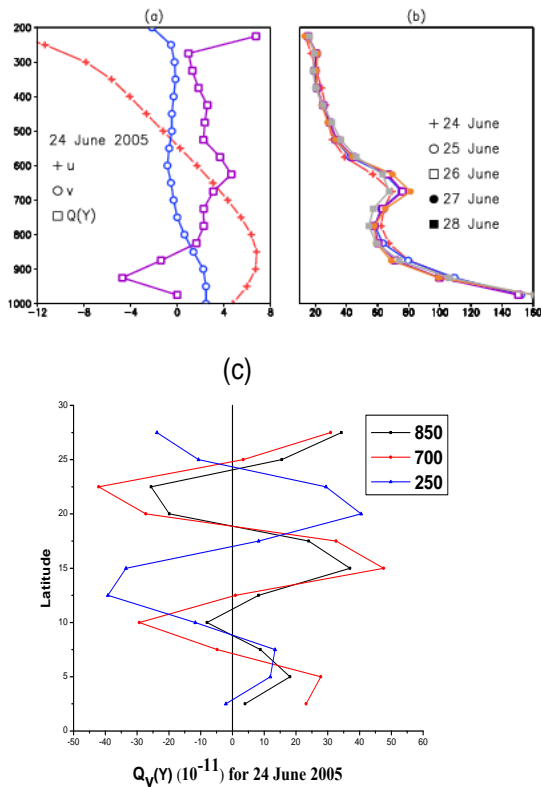 (a)
(b)
200
300
400
500
600
700
800
900
1000
24 June 2005
u
v
Q(Y)
-12 -8 -4 0 4 8
24 June
25 June
26 June
27 June
28 June
20 40 60 80 100 120 140 160
(c)
30
25
20
15
10
5
0
Latitude
850
700
250
-50 -40 -30 -20 -10 0 10 20 30 40 50 60
Qv(Y) (10-11) for 24 June 2005